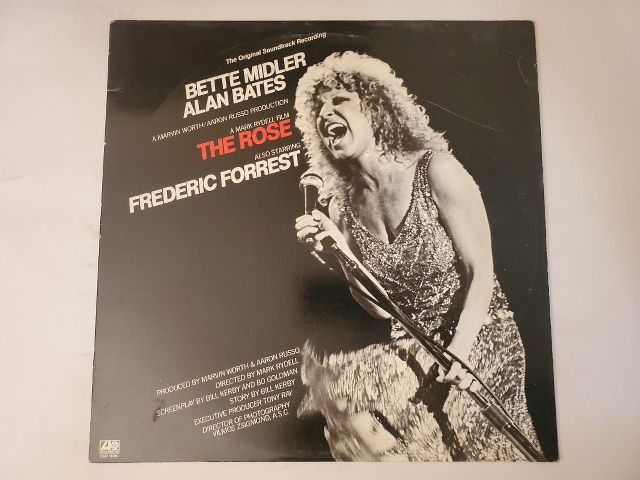 The Original Soundtrack Recording
BETTE MIDLER
ALAN BATES
A MARVIN WORTH/AARON RUSSO PRODUCTION
A MARK RYDELL FILM
THE ROSE
ALSO STARRING
FREDERIC FORREST
PRODUCED BY MARVIN WORTH & AARON RUSSO
DIRECTED BY MARK RYDELL
SCREENPLAY BY BILL KERBY AND BO GOLDMAN
STORY BY BILL KERBY
EXECUTIVE PRODUCER TONY RAY
DIRECTOR OF PHOTOGRAPHY
VILMOS ZSIGMOND, A.S.C.